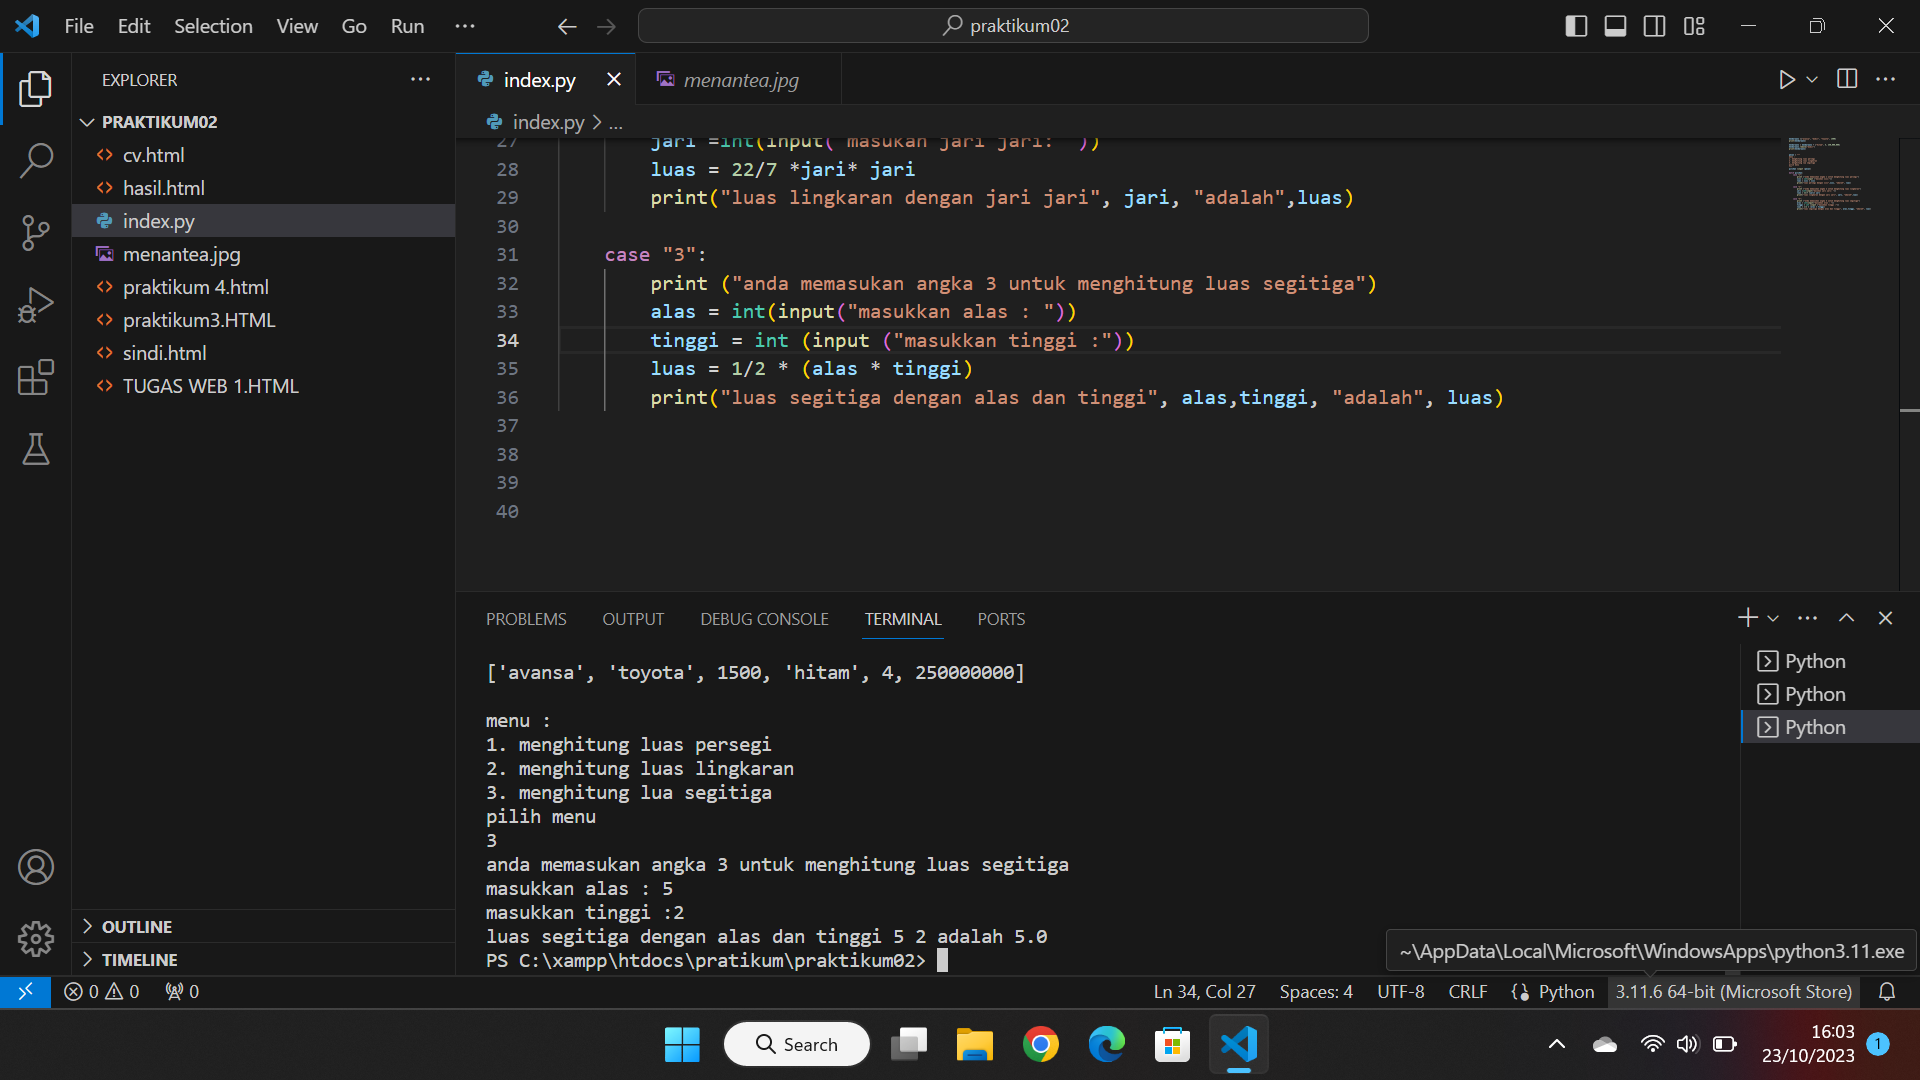 File Edit Selection View Go Run ···
praktikum02
EXPLORER
PRAKTIKUM02
cv.html
hasil.html
index.py
menantea.jpg
praktikum 4.html
praktikum3.HTML
sindi.html
TUGAS WEB 1.HTML
OUTLINE
TIMELINE
index.py
menantea.jpg
index.py > ...
27 jari =int(input("masukan jari jari: "))
28 luas = 22/7 *jari* jari
29 print("luas lingkaran dengan jari jari", jari, "adalah",luas)
30
31 case "3":
32 print ("anda memasukan angka 3 untuk menghitung luas segitiga")
33 alas = int(input("masukkan alas : "))
34 tinggi = int (input ("masukkan tinggi :"))
35 luas = 1/2 * (alas * tinggi)
36 print("luas segitiga dengan alas dan tinggi", alas,tinggi, "adalah", luas)
37
38
39
40
PROBLEMS OUTPUT DEBUG CONSOLE TERMINAL PORTS
['avansa', 'toyota', 1500, 'hitam', 4, 250000000]
menu :
1. menghitung luas persegi
2. menghitung luas lingkaran
3. menghitung lua segitiga
pilih menu
3
anda memasukan angka 3 untuk menghitung luas segitiga
masukkan alas : 5
masukkan tinggi :2
luas segitiga dengan alas dan tinggi 5 2 adalah 5.0
PS C:\xampp\htdocs\pratikum\praktikum02>
Python
Python
Python
~\AppData\Local\Microsoft\WindowsApps\python3.11.exe
0 0 0
Ln 34, Col 27 Spaces: 4 UTF-8 CRLF Python 3.11.6 64-bit (Microsoft Store)
Search
16:03
23/10/2023
1